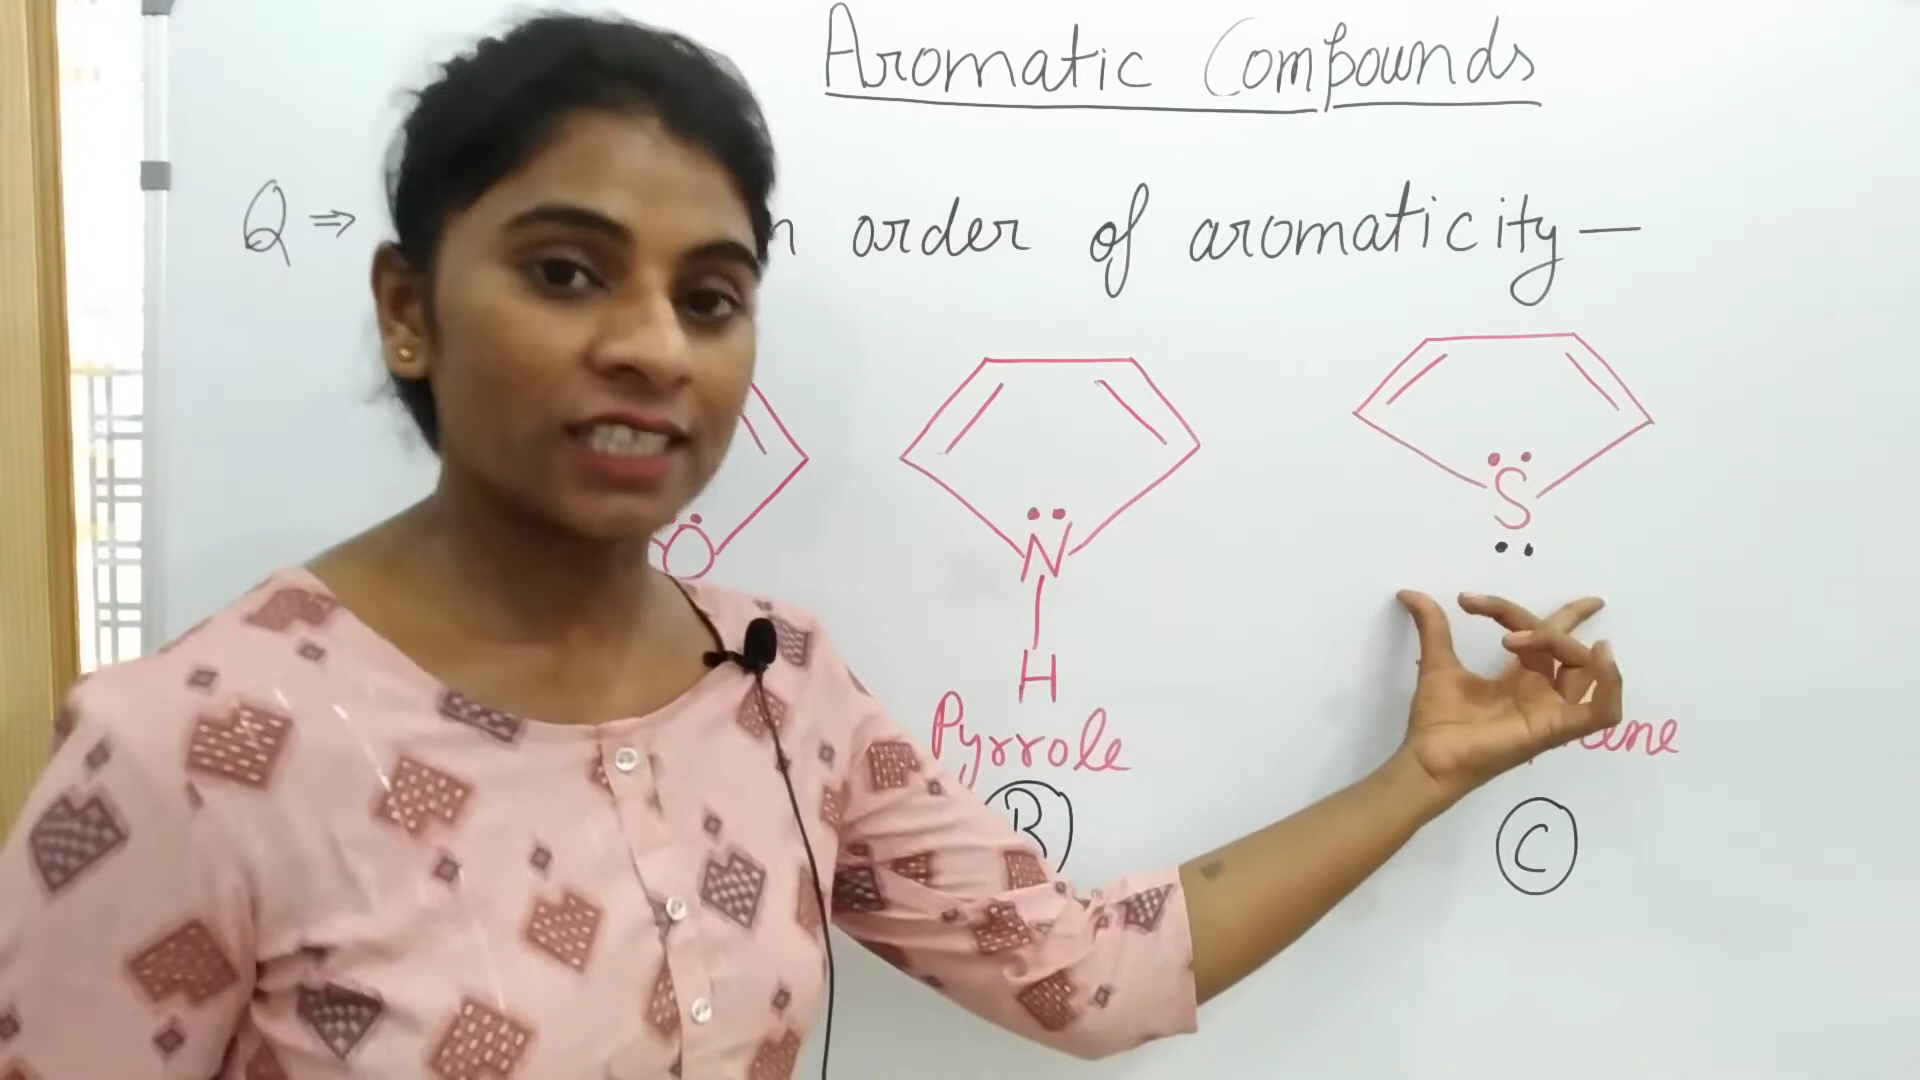 Aromatic Compounds
Q ⇒ order of aromaticity —
O N S
H
Pyrrole
B C